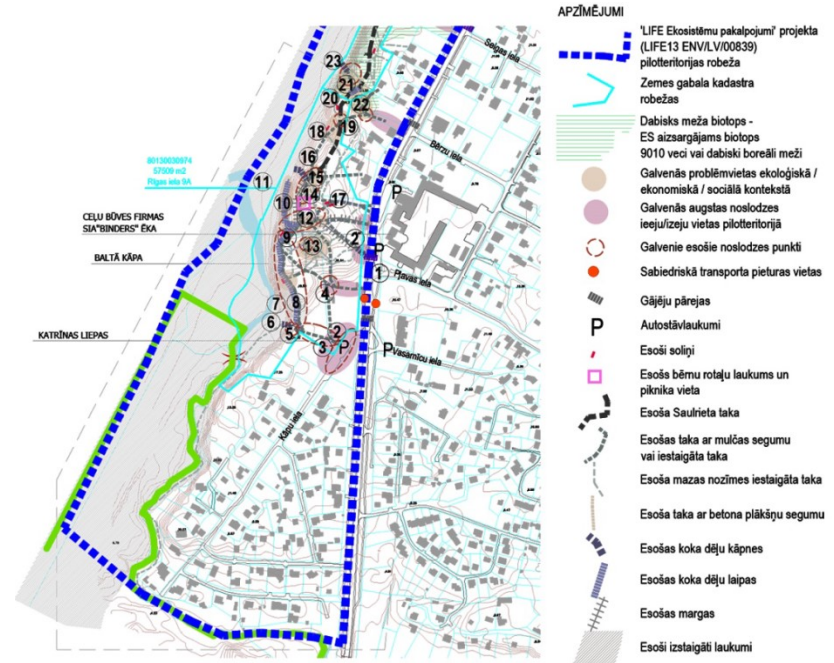 APZĪMĒJUMI
'LIFE Ekosistēmu pakalpojumi' projekta
(LIFE13 ENV/LV/00839)
pilotteritorijas robeža
Zemes gabala kadastra
robežas
Dabisks meža biotops -
ES aizsargājams biotops
9010 veci vai dabiski boreāli meži
Galvenās problēmvietas ekoloģiskā /
ekonomiskā / sociālā kontekstā
Galvenās augstas noslodzes
ieeju/izeju vietas pilotteritorijā
Galvenie esošie noslodzes punkti
Sabiedriskā transporta pieturas vietas
Gājēju pārejas
P
Autostāvlaukumi
Esoši soliņi
Esošs bērnu rotaļu laukums un
piknika vieta
Esoša Saulrieta taka
Esošas taka ar mulčas segumu
vai iestaigāta taka
Esoša mazas nozīmes iestaigāta taka
Esoša taka ar betona plākšņu segumu
Esošas koka dēļu kāpnes
Esošas koka dēļu laipas
Esošas margas
Esoši izstaigāti laukumi
Selgas iela
23
21
20
22
19
18
Bērzu iela
16
15
80130030974
57509 m2
Rīgas iela 9A
11
14
17
P
10
12
CEĻU BŪVES FIRMAS
SIA"BINDERS" ĒKA
9
13
2
P
BALTĀ KĀPA
1
Pļavas iela
4
7
8
6
5
2
KATRĪNAS LIEPAS
3
P
P
Vasarnīcu iela
Kāpu iela